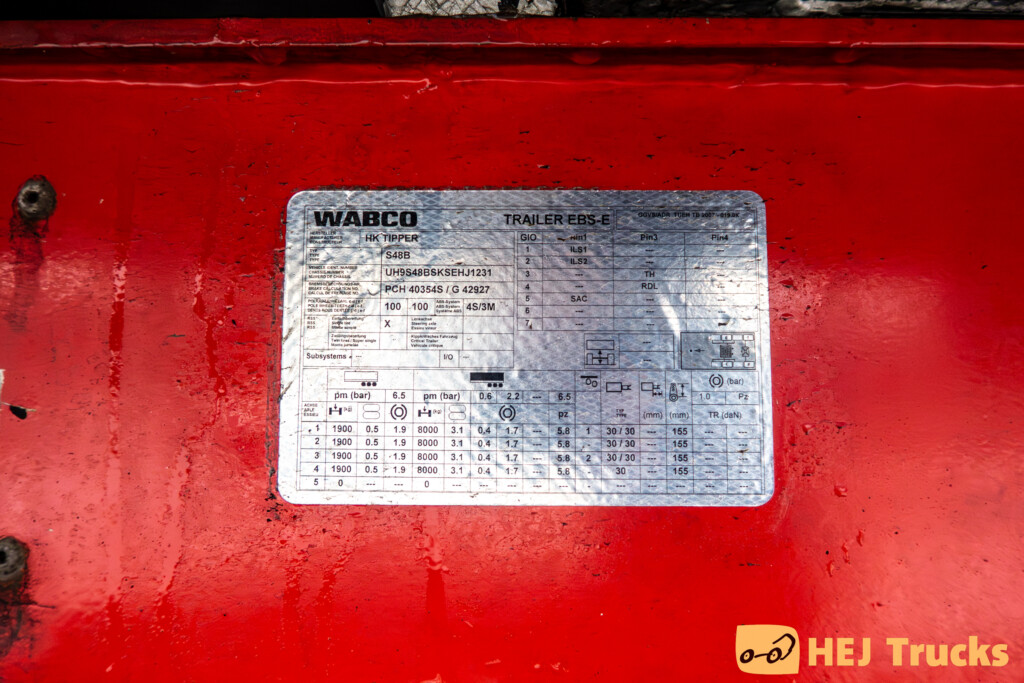 WABCO TRAILER EBS-E
HK TIPPER GIO Pin1 Pin3 Pin4
S48B 1 ILS1 --- ---
2 ILS2 --- ---
UH9S48BSKSEHJ1231 3 --- TH ---
PCH 40354S / G 42927 4 --- RDL ---
100 100 4S/3M 5 SAC --- ---
6 --- --- ---
X 7 --- ---
Subsystems --- I/O --- ---
pm (bar) 6.5 pm (bar) 0.6 2.2 --- 6.5 (bar)
1.0 Pz
pz (mm) (mm) TR (daN)
1 1900 0.5 1.9 8000 3.1 0.4 1.7 --- 5.8 1 30 / 30 --- 155 --- ---
2 1900 0.5 1.9 8000 3.1 0.4 1.7 --- 5.8 - 30 / 30 --- 155 --- ---
3 1900 0.5 1.9 8000 3.1 0.4 1.7 --- 5.8 2 30 / 30 --- 155 --- ---
4 1900 0.5 1.9 8000 3.1 0.4 1.7 --- 5.8 - 30 --- 155 --- ---
5 0 --- --- 0 --- --- --- --- --- - --- --- --- --- ---
HEJ Trucks